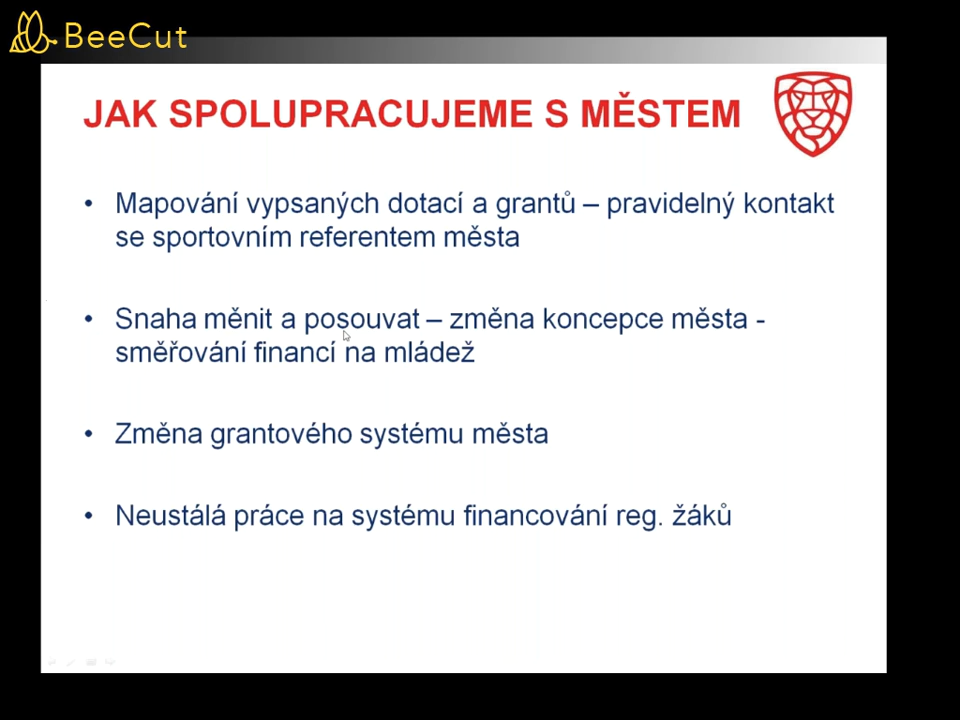 BeeCut
JAK SPOLUPRACUJEME S MĚSTEM
• Mapování vypsaných dotací a grantů – pravidelný kontakt
se sportovním referentem města
• Snaha měnit a posouvat – změna koncepce města -
směřování financí na mládež
• Změna grantového systému města
• Neustálá práce na systému financování reg. žáků